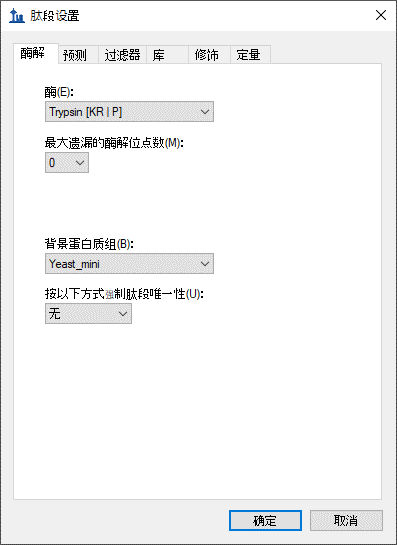 肽段设置
酶解 预测 过滤器 库 修饰 定量
酶(E):
Trypsin [KR | P]
最大遗漏的酶解位点数(M):
0
背景蛋白质组(B):
Yeast_mini
按以下方式强制肽段唯一性(U):
无
确定 取消